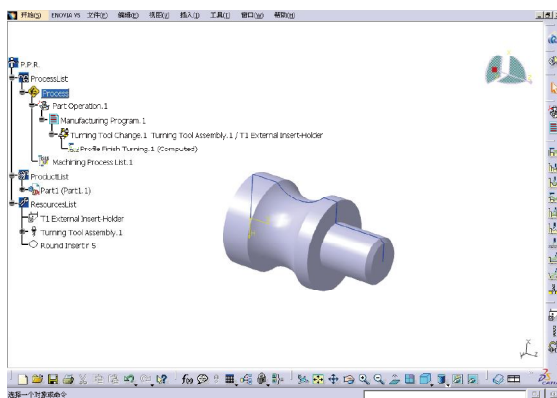 开始(S) ENOVIA V5 文件(F) 编辑(E) 视图(V) 插入(I) 工具(T) 窗口(W) 帮助(H)
P.P.R.
ProcessList
Process
Part Operation.1
Manufacturing Program.1
Turning Tool Change.1 Turning Tool Assembly.1 / T1 External Insert-Holder
Profile Finish Turning.1 (Computed)
Machining Process List.1
ProductList
Part1 (Part1.1)
ResourcesList
T1 External Insert-Holder
Turning Tool Assembly.1
Round Insert r 5
x
y
z
f(x)
选择一个对象或命令